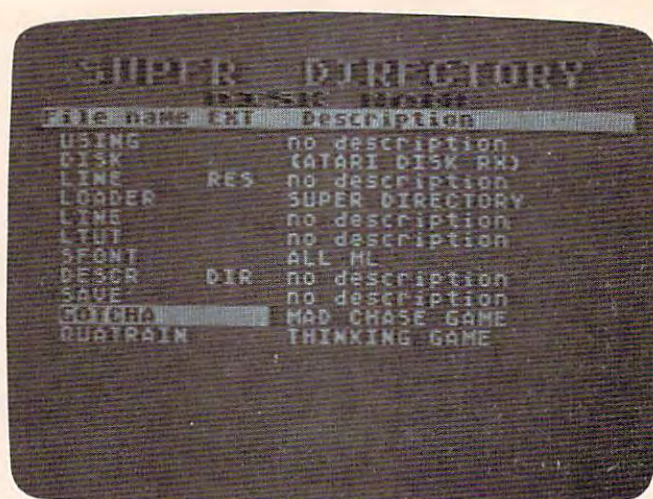 SUPER DIRECTORY
DISK
File name EXT Description
USING no description
DISK (ATARI DISK RX)
LINE RES no description
LOADER SUPER DIRECTORY
LINE no description
no description
SFONT ALL ML
DESCR DIR no description
SAVE no description
GOTCHA MAD CHASE GAME
QUATRAIN THINKING GAME